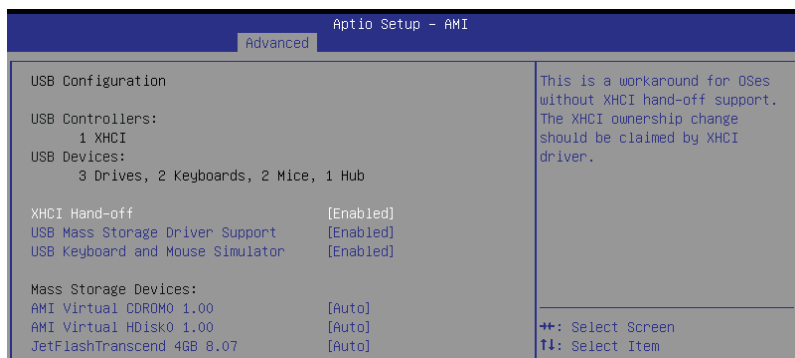 Aptio Setup - AMI
Advanced
USB Configuration
USB Controllers:
1 XHCI
USB Devices:
3 Drives, 2 Keyboards, 2 Mice, 1 Hub
XHCI Hand-off [Enabled]
USB Mass Storage Driver Support [Enabled]
USB Keyboard and Mouse Simulator [Enabled]
Mass Storage Devices:
AMI Virtual CDROM0 1.00 [Auto]
AMI Virtual HDisk0 1.00 [Auto]
JetFlashTranscend 4GB 8.07 [Auto]
This is a workaround for OSes
without XHCI hand-off support.
The XHCI ownership change
should be claimed by XHCI
driver.
→←: Select Screen
↑↓: Select Item